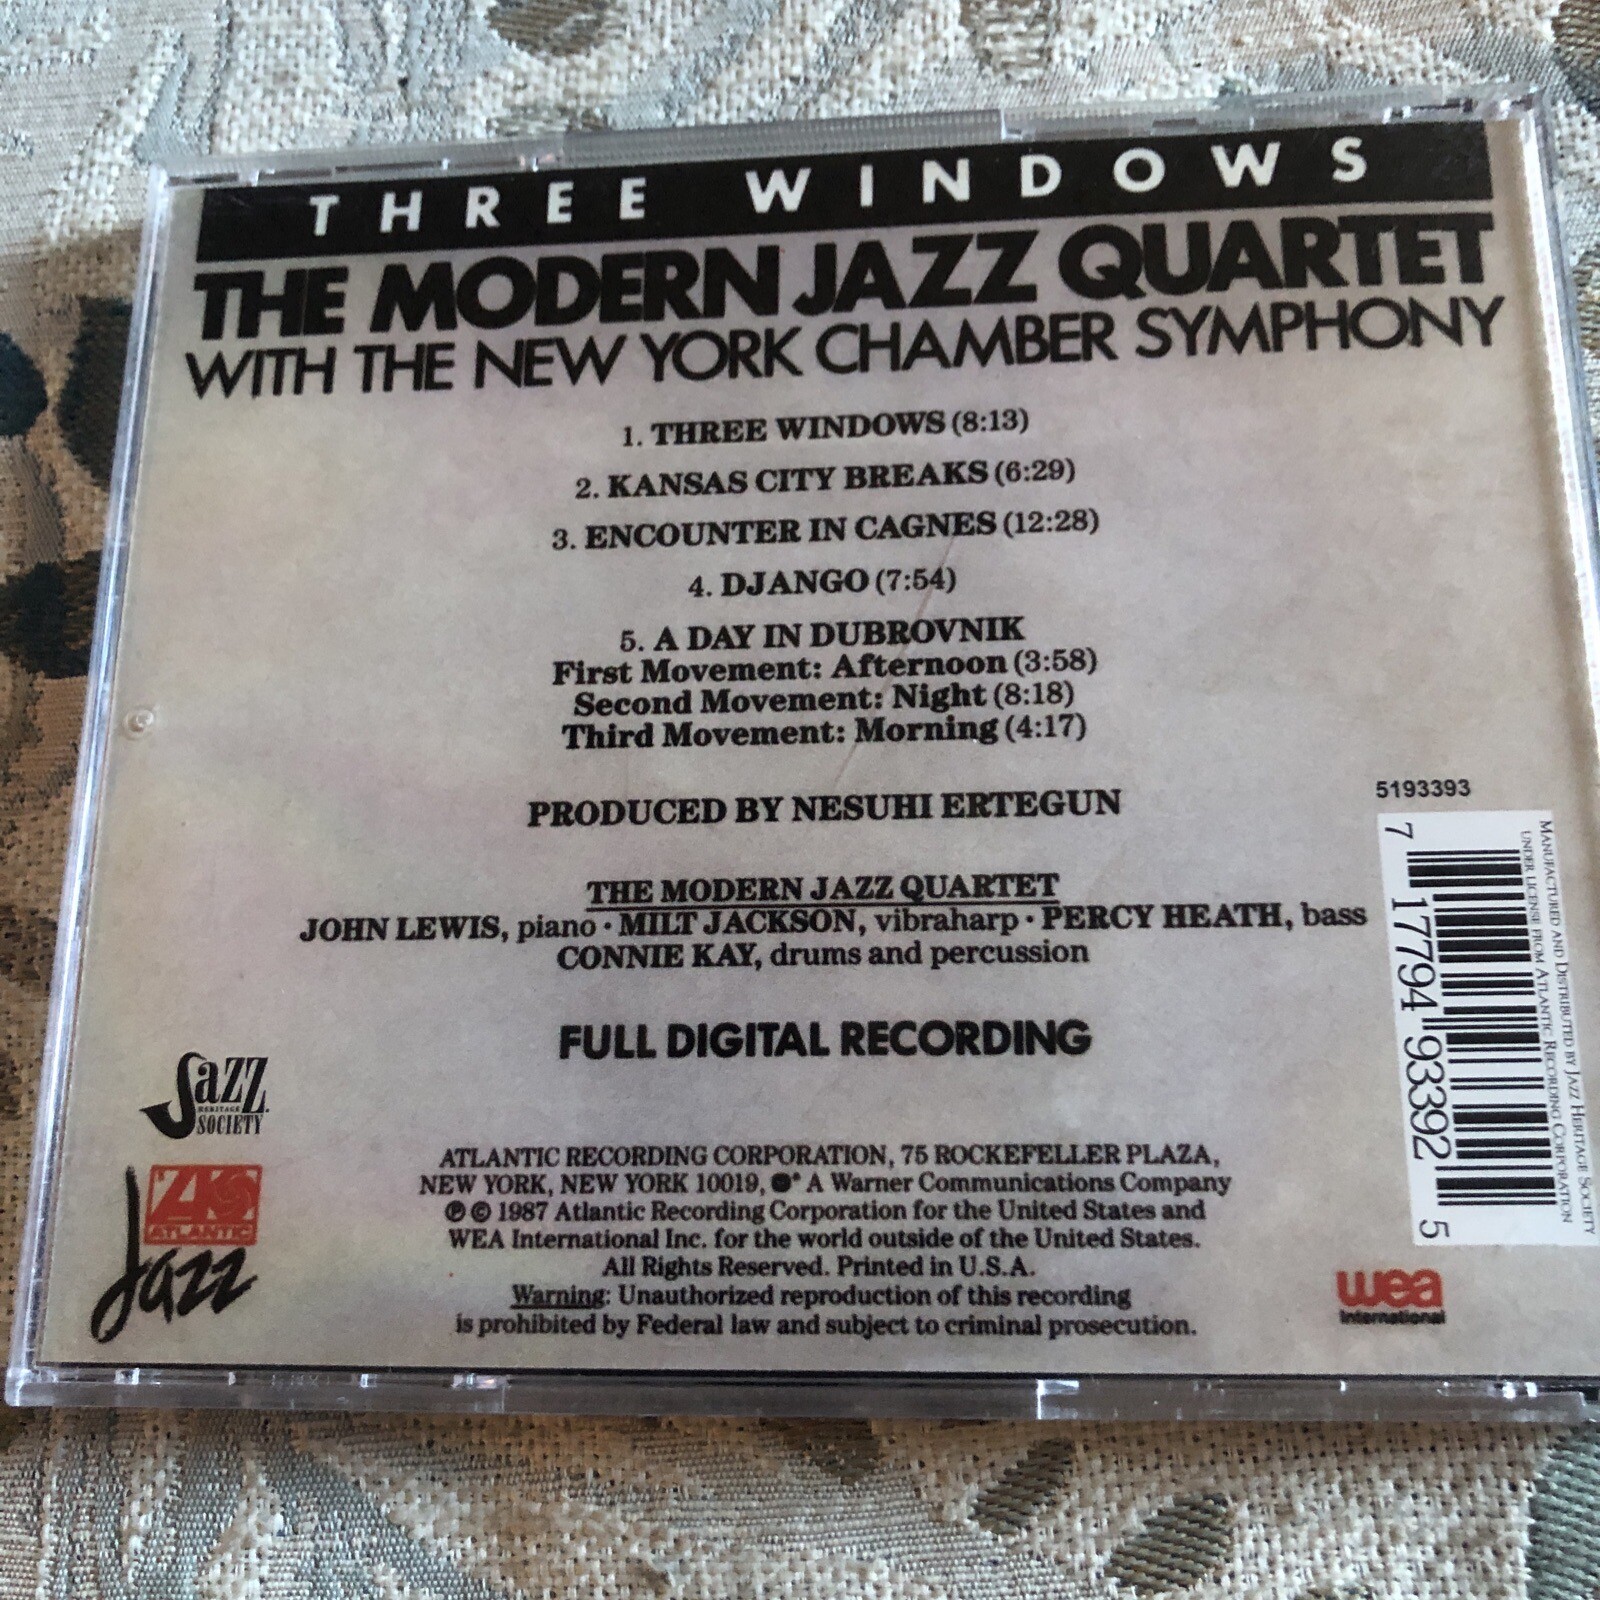 THREE WINDOWS
THE MODERN JAZZ QUARTET
WITH THE NEW YORK CHAMBER SYMPHONY
1. THREE WINDOWS (8:13)
2. KANSAS CITY BREAKS (6:29)
3. ENCOUNTER IN CAGNES (12:28)
4. DJANGO (7:54)
5. A DAY IN DUBROVNIK
First Movement: Afternoon (3:58)
Second Movement: Night (8:18)
Third Movement: Morning (4:17)
PRODUCED BY NESUHI ERTEGUN
THE MODERN JAZZ QUARTET
JOHN LEWIS, piano · MILT JACKSON, vibraharp · PERCY HEATH, bass
CONNIE KAY, drums and percussion
FULL DIGITAL RECORDING
5193393
7 17794 93392 5
MANUFACTURED AND DISTRIBUTED BY JAZZ HERITAGE SOCIETY
UNDER LICENSE FROM ATLANTIC RECORDING CORPORATION
Jazz
HERITAGE
SOCIETY
ATLANTIC
Jazz
ATLANTIC RECORDING CORPORATION, 75 ROCKEFELLER PLAZA,
NEW YORK, NEW YORK 10019, A Warner Communications Company
℗ © 1987 Atlantic Recording Corporation for the United States and
WEA International Inc. for the world outside of the United States.
All Rights Reserved. Printed in U.S.A.
Warning: Unauthorized reproduction of this recording
is prohibited by Federal law and subject to criminal prosecution.
wea
International